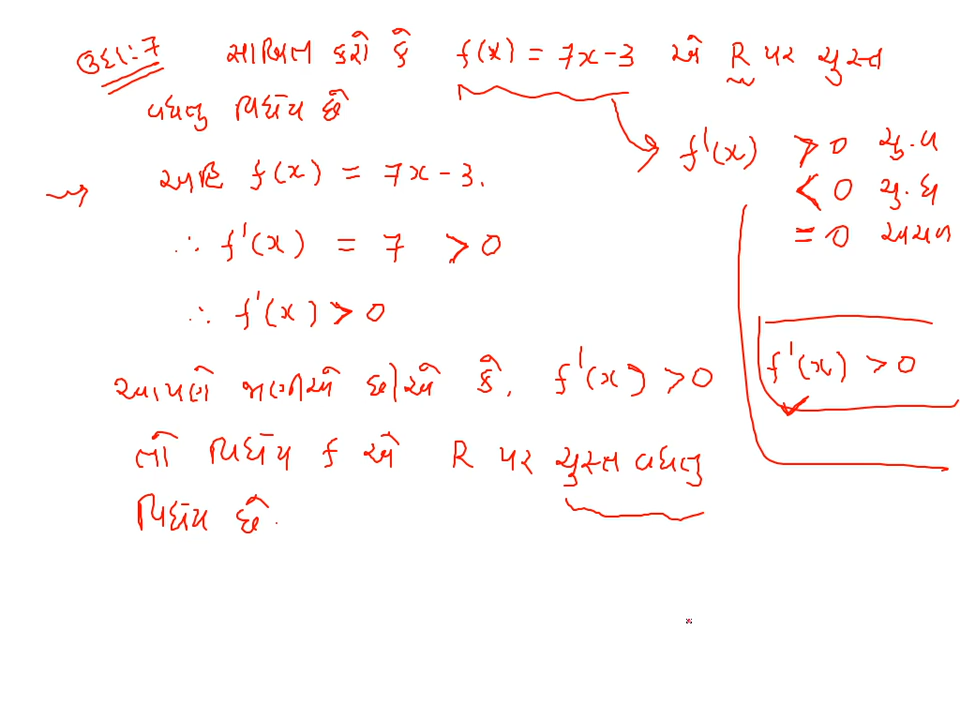 ઉદા:7 સાબિત કરો કે f(x) = 7x-3 એ R પર ચુસ્ત
વધતુ વિધેય છે
અહિં f(x) = 7x-3.
∴ f'(x) = 7 > 0
∴ f'(x) > 0
આપણે જાણીએ છીએ કે, f'(x) > 0
તો વિધેય f એ R પર ચુસ્ત વધતુ
વિધેય છે.
f'(x) > 0 ચુ.વ
< 0 ચુ.ઘ
= 0 અચળ
f'(x) > 0